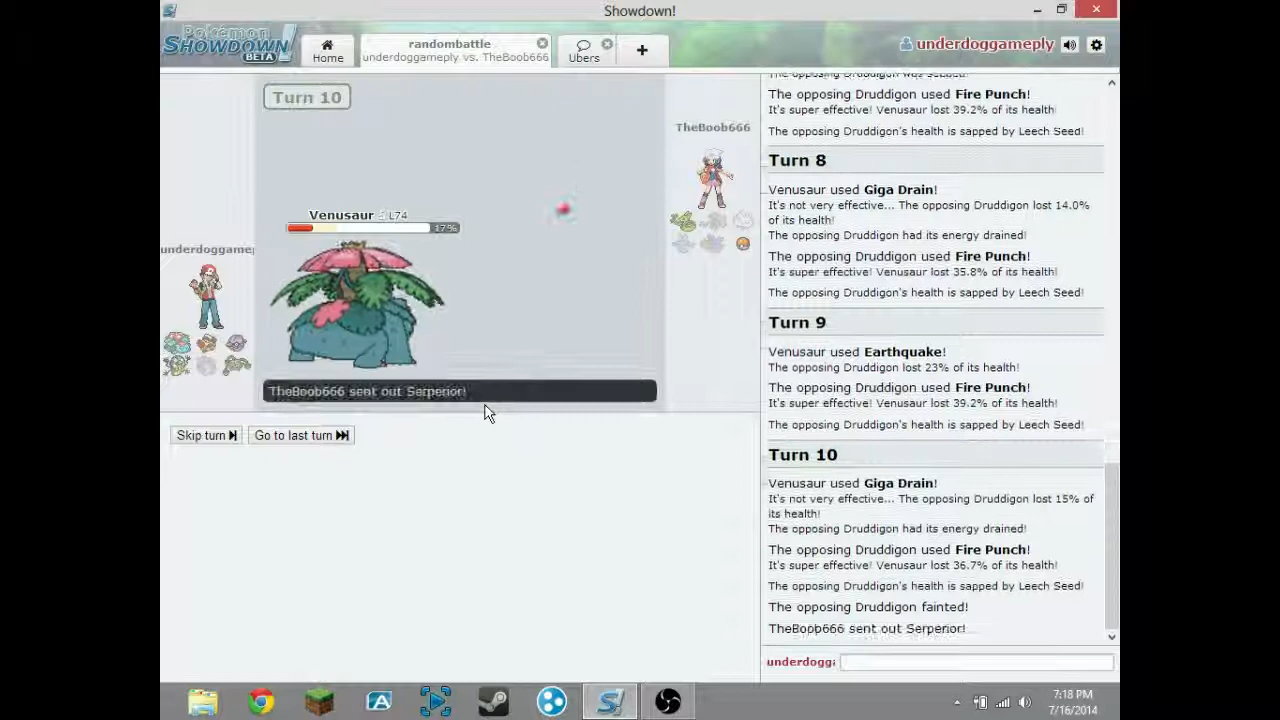 Showdown!
Pokémon
SHOWDOWN!
BETA
Home
randombattle
underdoggameply vs. TheBoob666
Ubers
underdoggameply
Turn 10
TheBoob666
Venusaur L74
17%
underdoggamep
TheBoob666 sent out Serperior!
Skip turn
Go to last turn
The opposing Druddigon used Fire Punch!
It's super effective! Venusaur lost 39.2% of its health!
The opposing Druddigon's health is sapped by Leech Seed!
Turn 8
Venusaur used Giga Drain!
It's not very effective... The opposing Druddigon lost 14.0%
of its health!
The opposing Druddigon had its energy drained!
The opposing Druddigon used Fire Punch!
It's super effective! Venusaur lost 35.8% of its health!
The opposing Druddigon's health is sapped by Leech Seed!
Turn 9
Venusaur used Earthquake!
The opposing Druddigon lost 23% of its health!
The opposing Druddigon used Fire Punch!
It's super effective! Venusaur lost 39.2% of its health!
The opposing Druddigon's health is sapped by Leech Seed!
Turn 10
Venusaur used Giga Drain!
It's not very effective... The opposing Druddigon lost 15% of
its health!
The opposing Druddigon had its energy drained!
The opposing Druddigon used Fire Punch!
It's super effective! Venusaur lost 36.7% of its health!
The opposing Druddigon's health is sapped by Leech Seed!
The opposing Druddigon fainted!
TheBoob666 sent out Serperior!
underdogga:
7:18 PM
7/16/2014